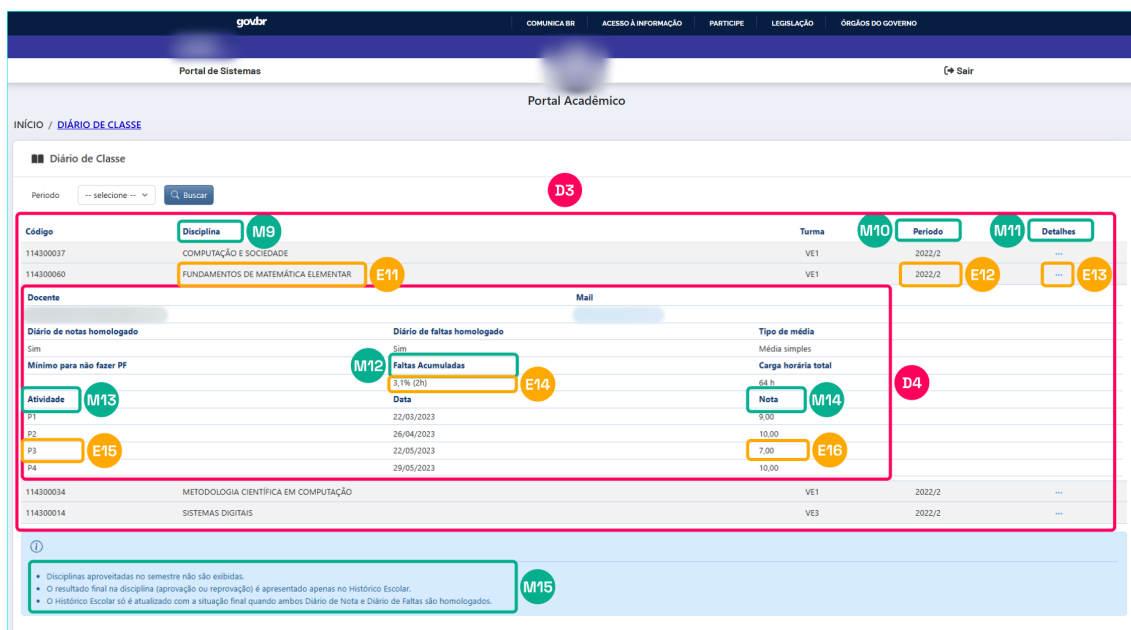 gov.br COMUNICA BR ACESSO À INFORMAÇÃO PARTICIPE LEGISLAÇÃO ÓRGÃOS DO GOVERNO
Portal de Sistemas Sair
Portal Acadêmico
INÍCIO / DIÁRIO DE CLASSE
Diário de Classe
Periodo -- selecione -- Buscar D3
Código Disciplina M9 Turma M10 Periodo M11 Detalhes
114300037 COMPUTAÇÃO E SOCIEDADE VE1 2022/2 ...
114300060 FUNDAMENTOS DE MATEMÁTICA ELEMENTAR E11 VE1 2022/2 E12 ... E13
Docente Mail
Diário de notas homologado Diário de faltas homologado Tipo de média
Sim Sim Média simples
Mínimo para não fazer PF M12 Faltas Acumuladas Carga horária total
3,1% (2h) E14 64 h D4
Atividade M13 Data Nota M14
P1 22/03/2023 9,00
P2 26/04/2023 10,00
P3 E15 22/05/2023 7,00 E16
P4 29/05/2023 10,00
114300034 METODOLOGIA CIENTÍFICA EM COMPUTAÇÃO VE1 2022/2 ...
114300014 SISTEMAS DIGITAIS VE3 2022/2 ...
• Disciplinas aproveitadas no semestre não são exibidas.
• O resultado final na disciplina (aprovação ou reprovação) é apresentado apenas no Histórico Escolar. M15
• O Histórico Escolar só é atualizado com a situação final quando ambos Diário de Nota e Diário de Faltas são homologados.